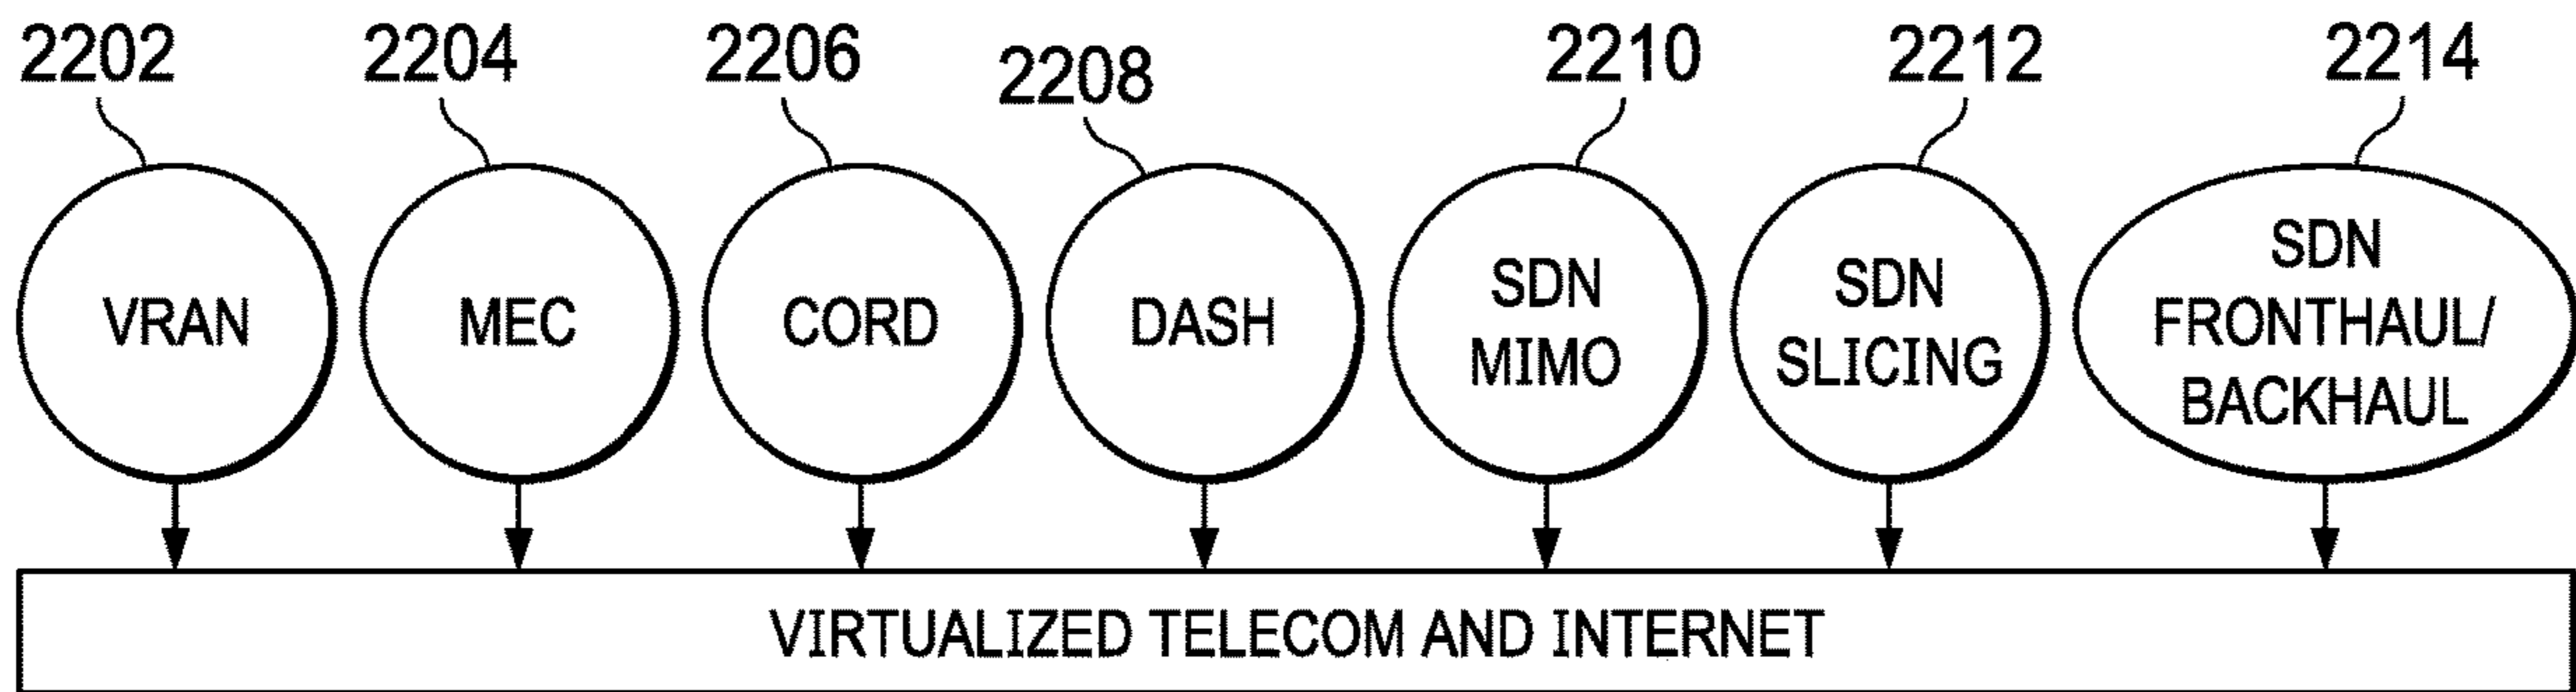 2202
2204
2206
2208
2210
2212
2214
VRAN
MEC
CORD
DASH
SDN
MIMO
SDN
SLICING
SDN
FRONTHAUL/
BACKHAUL
VIRTUALIZED TELECOM AND INTERNET